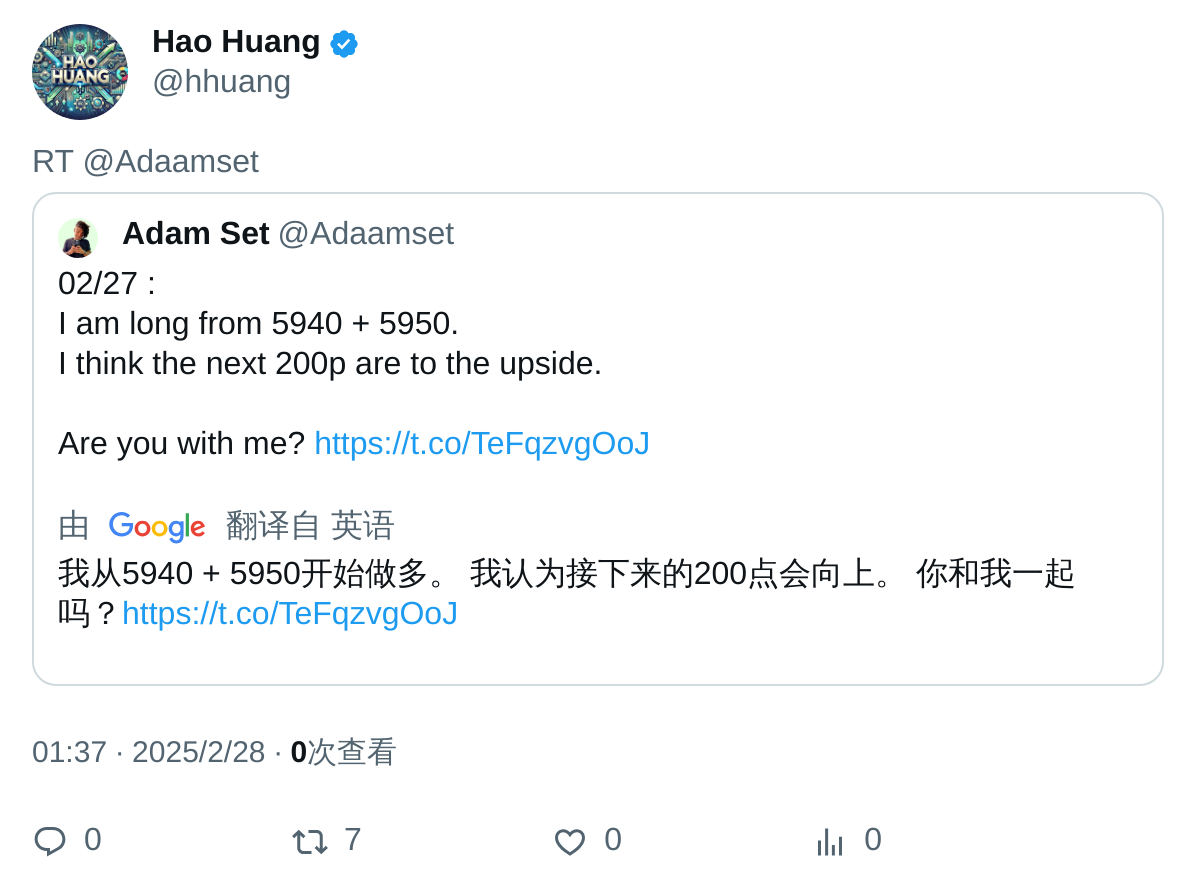 HAO
HUANG
Hao Huang
@hhuang
RT @Adaamset
Adam Set @Adaamset
02/27 :
I am long from 5940 + 5950.
I think the next 200p are to the upside.
Are you with me? https://t.co/TeFqzvgOoJ
由 Google 翻译自 英语
我从5940 + 5950开始做多。 我认为接下来的200点会向上。 你和我一起
吗？https://t.co/TeFqzvgOoJ
01:37 · 2025/2/28 · 0次查看
0 7 0 0